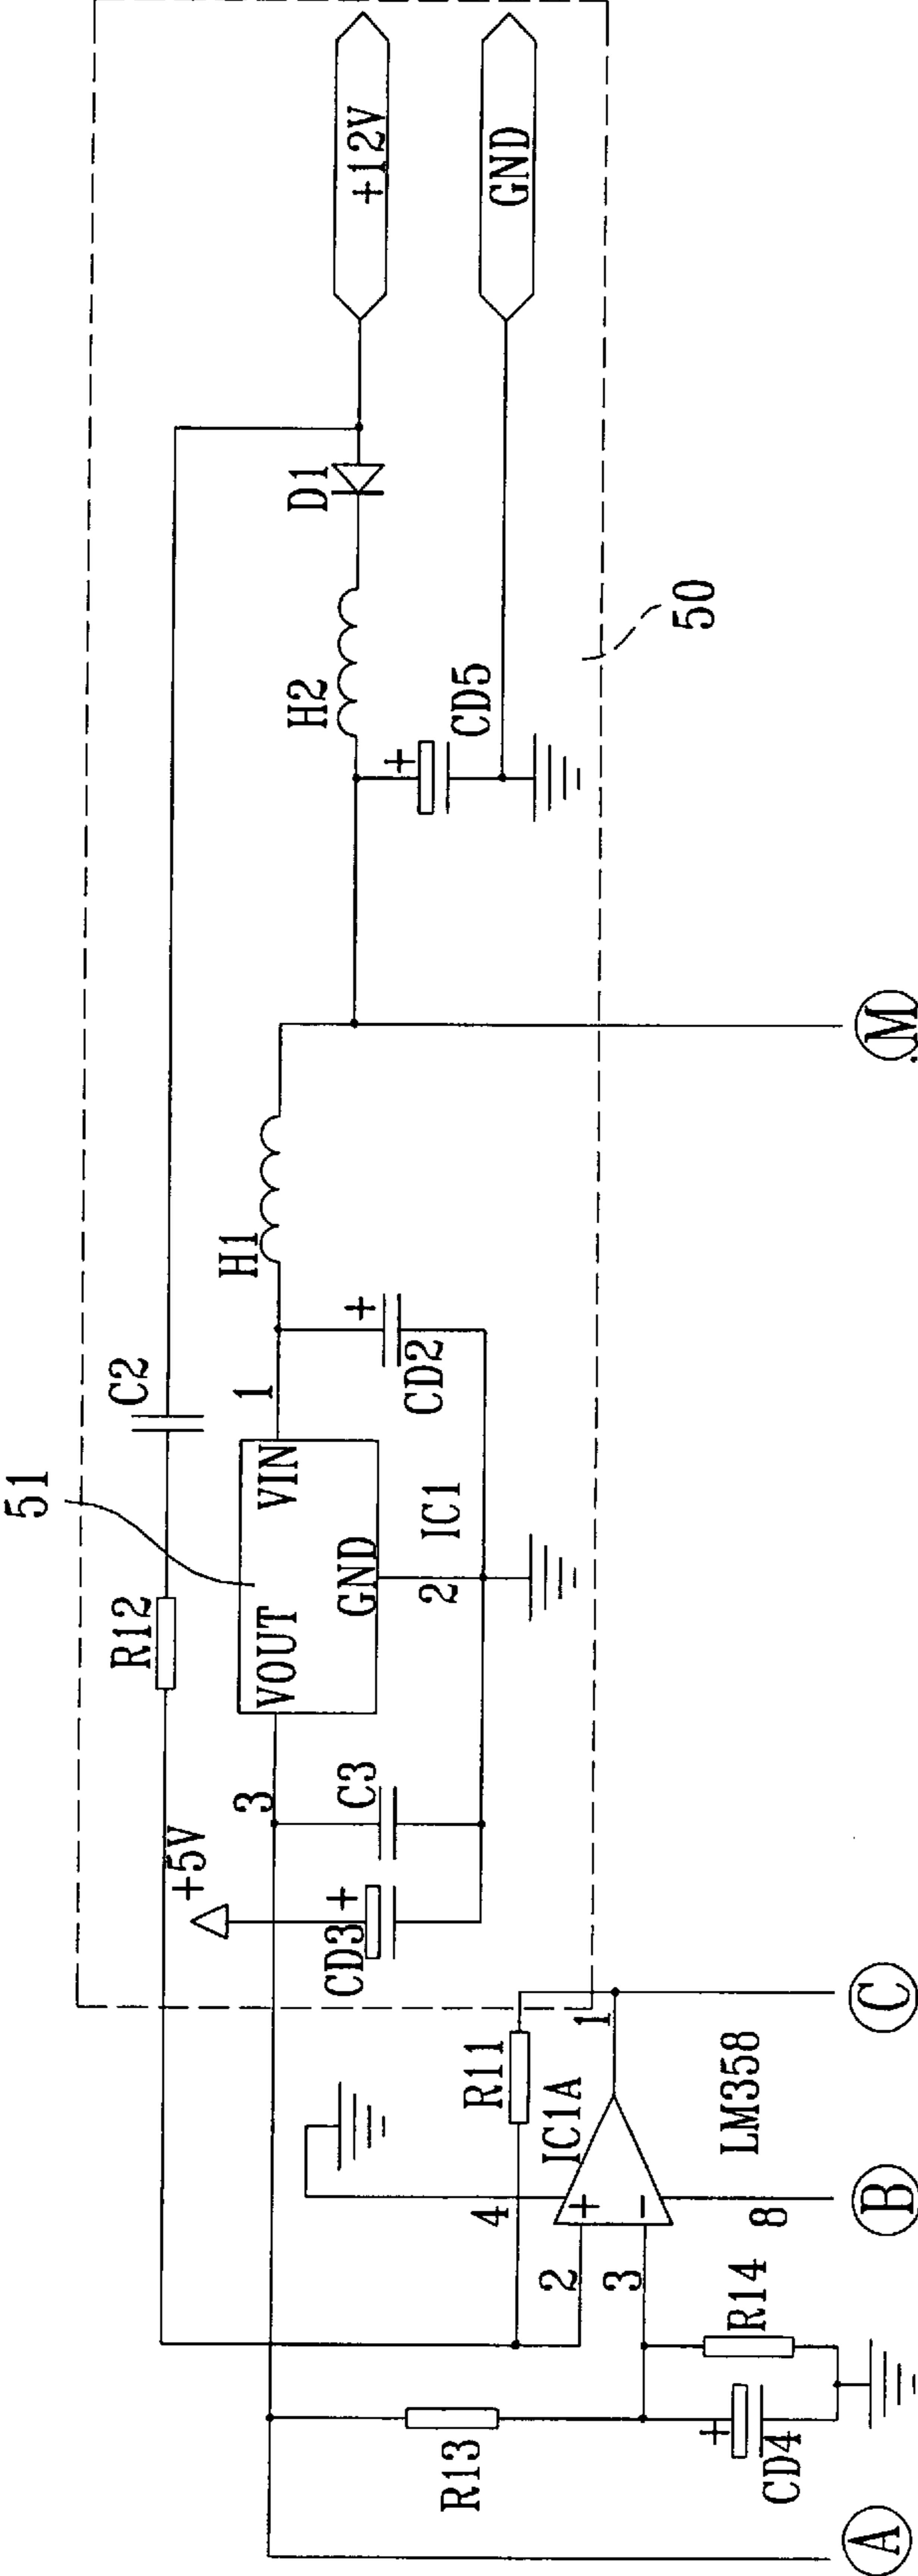 51
R12
C2
+5V
3
VOUT
VIN
GND
1
2
IC1
CD3
+
C3
CD2
+
H1
H2
D1
+12V
GND
CD5
+
50
R13
R11
4
2
3
+
-
IC1A
1
8
LM358
R14
CD4
+
A
B
C
M